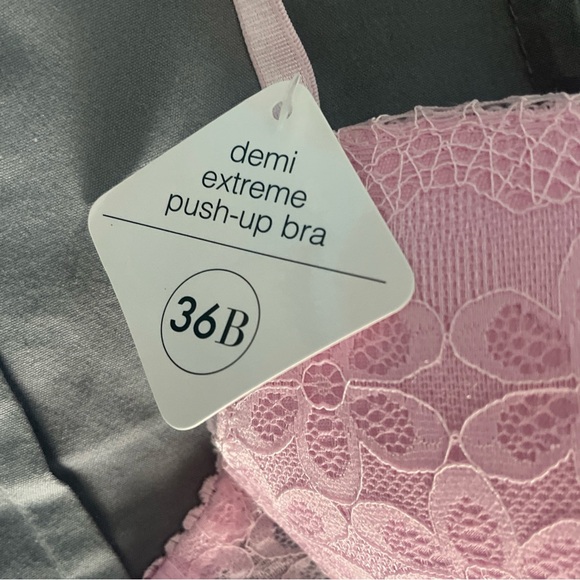 demi
extreme
push-up bra
36B